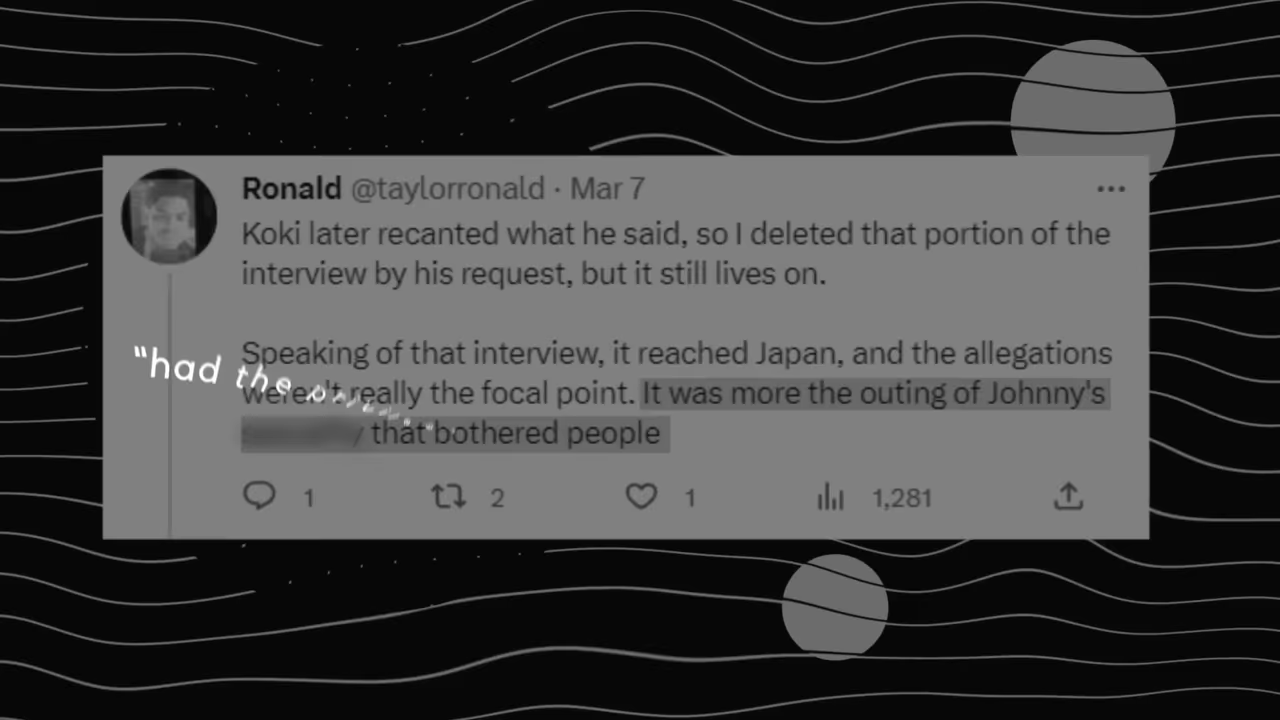 Ronald @taylorronald · Mar 7
Koki later recanted what he said, so I deleted that portion of the
interview by his request, but it still lives on.
Speaking of that interview, it reached Japan, and the allegations
"had the
weren't really the focal point. It was more the outing of Johnny's
that bothered people
1 2 1 1,281